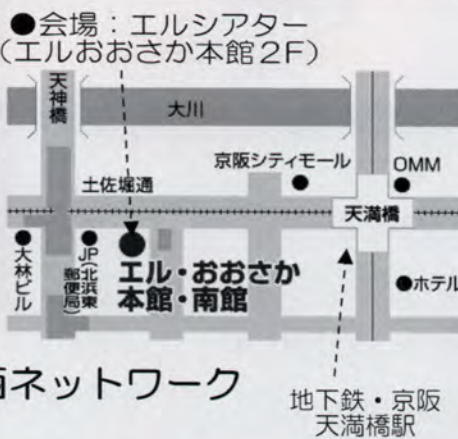 ●会場：エルシアター
(エルおおさか本館2F)
天神橋
大川
京阪シティモール
OMM
土佐堀通
天満橋
大林ビル
JP(北浜東
郵便局)
エル・おおさか
本館・南館
●ホテル
ネットワーク
地下鉄・京阪
天満橋駅